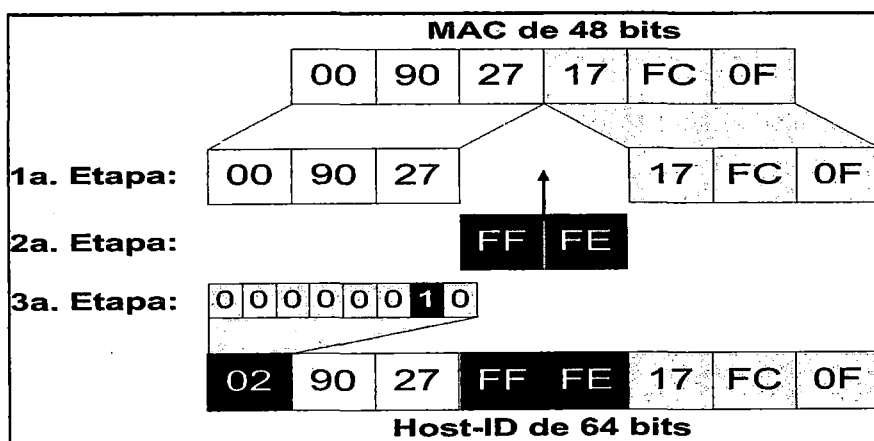 MAC de 48 bits
00 90 27 17 FC 0F
1a. Etapa: 00 90 27 17 FC 0F
2a. Etapa: FF FE
3a. Etapa: 0 0 0 0 0 0 1 0
02 90 27 FF FE 17 FC 0F
Host-ID de 64 bits